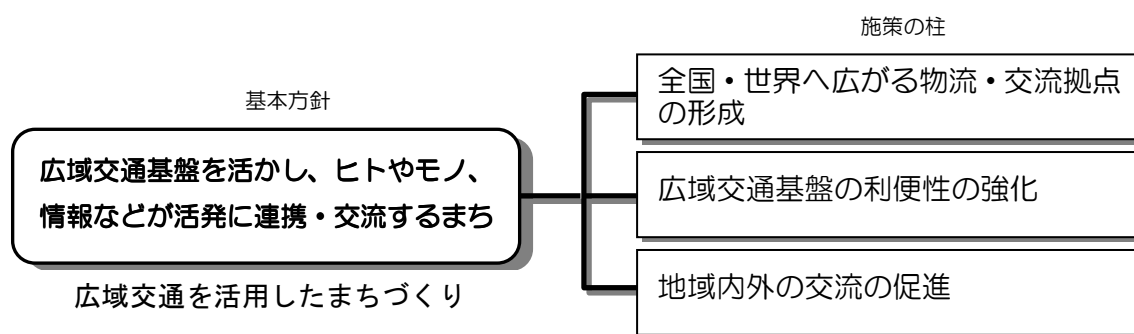 施策の柱
基本方針
広域交通基盤を活かし、ヒトやモノ、
情報などが活発に連携・交流するまち
広域交通を活用したまちづくり
全国・世界へ広がる物流・交流拠点
の形成
広域交通基盤の利便性の強化
地域内外の交流の促進